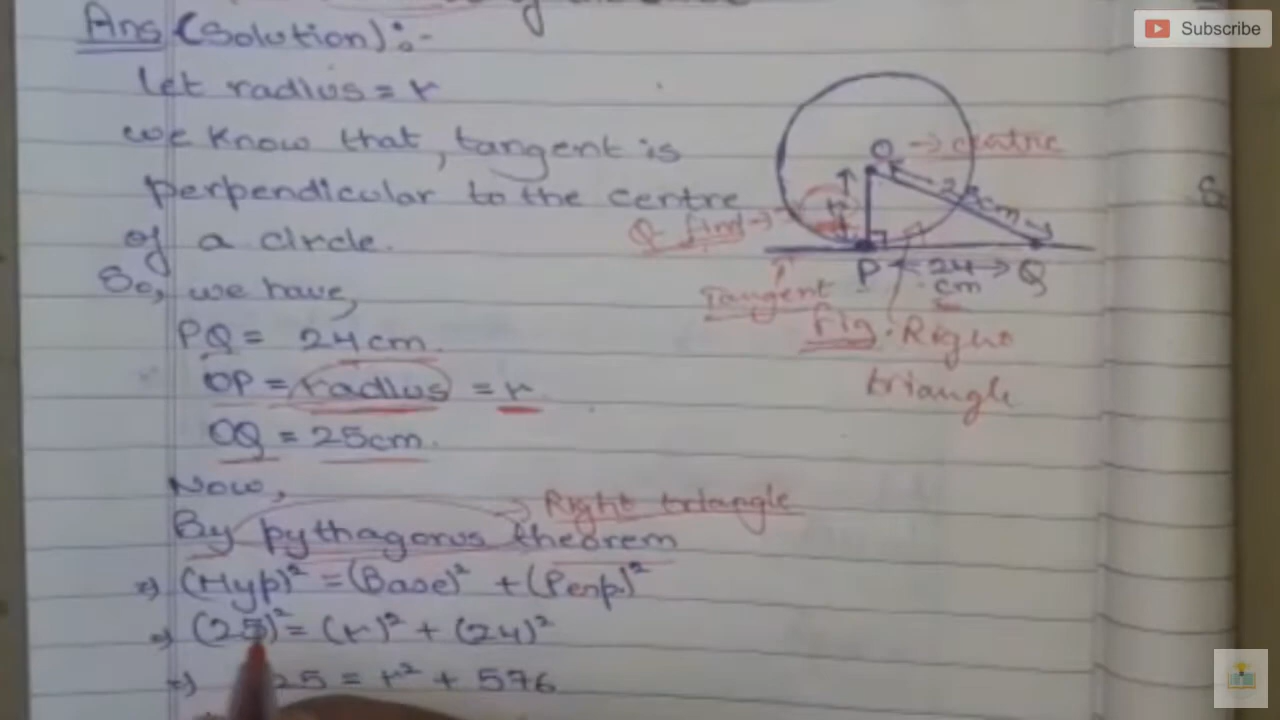 Subscribe
Ans (Solution):-
Let radius = r
we know that, tangent is
perpendicular to the centre
of a circle.
So, we have,
PQ = 24cm.
OP = radius = r
OQ = 25cm.
Now,
By pythagorus theorem
→ Right triangle
=> (Hyp)² = (Base)² + (Perp)²
=> (25)² = (r)² + (24)²
=> 25 = r² + 576
O → centre
25cm
r
find →
P ← 24 → Q
cm
Tangent
Fig. Right
triangle